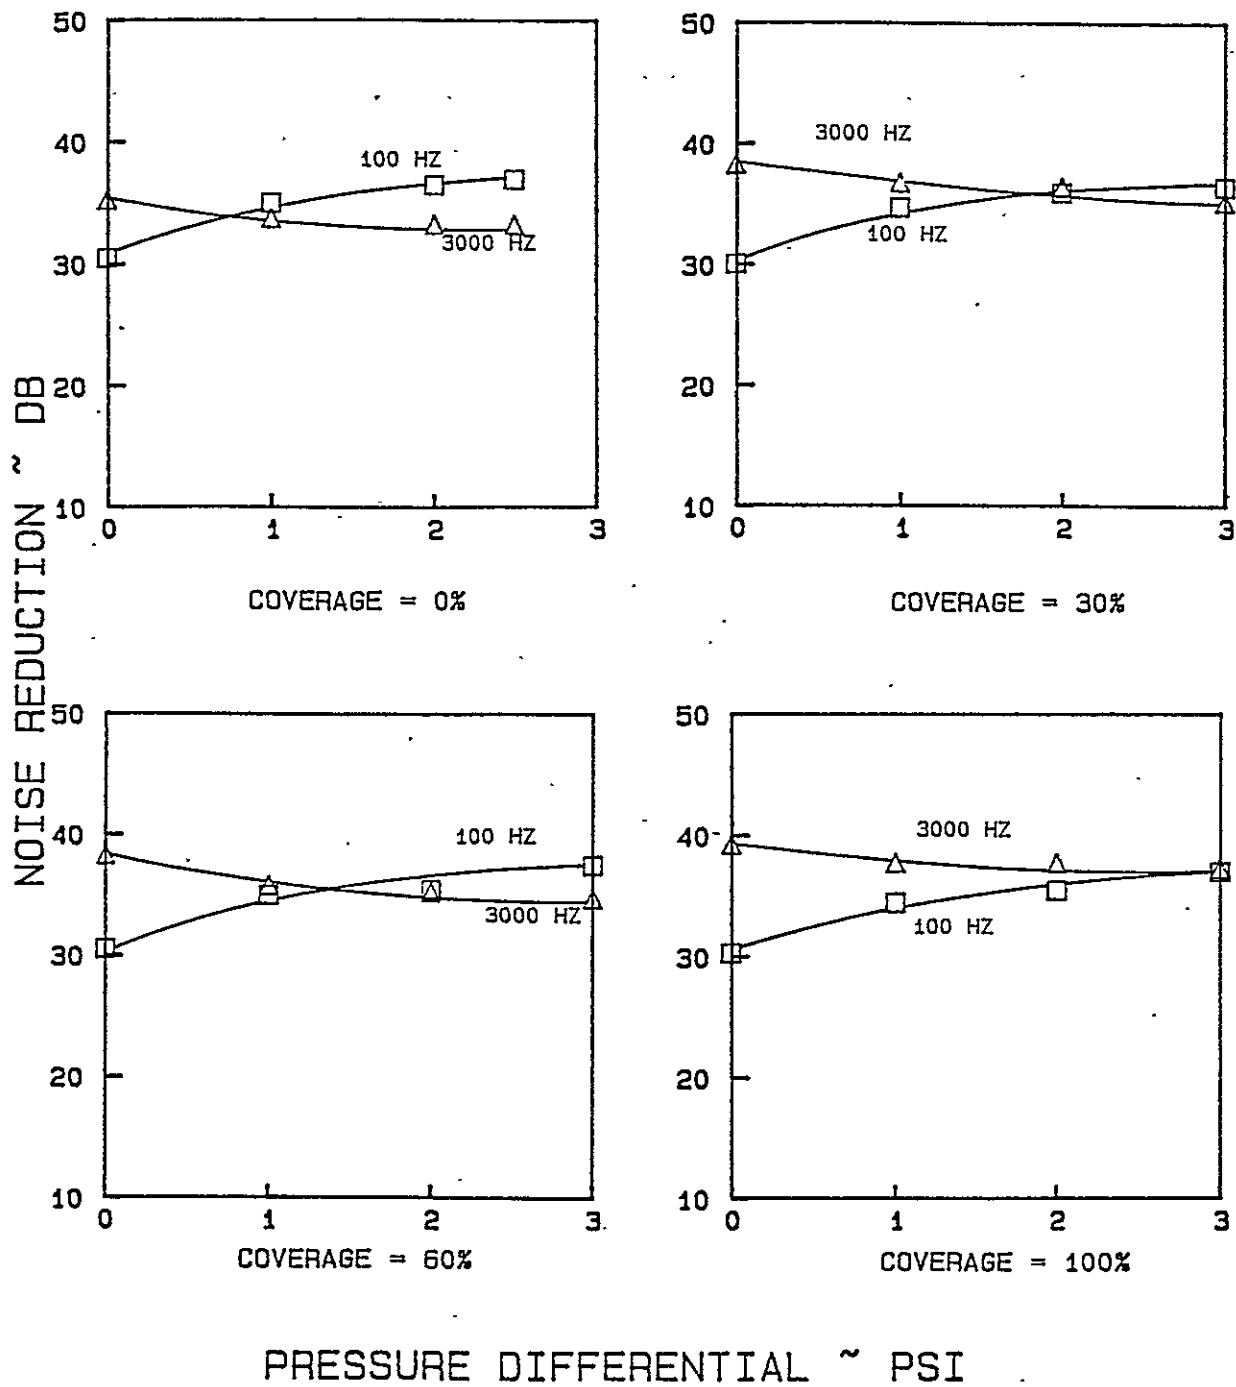 NOISE REDUCTION ~ DB
50
40
30
20
10
0 1 2 3
100 HZ
3000 HZ
COVERAGE = 0%
50
40
30
20
10
0 1 2 3
3000 HZ
100 HZ
COVERAGE = 30%
50
40
30
20
10
0 1 2 3
100 HZ
3000 HZ
COVERAGE = 60%
50
40
30
20
10
0 1 2 3
3000 HZ
100 HZ
COVERAGE = 100%
PRESSURE DIFFERENTIAL ~ PSI